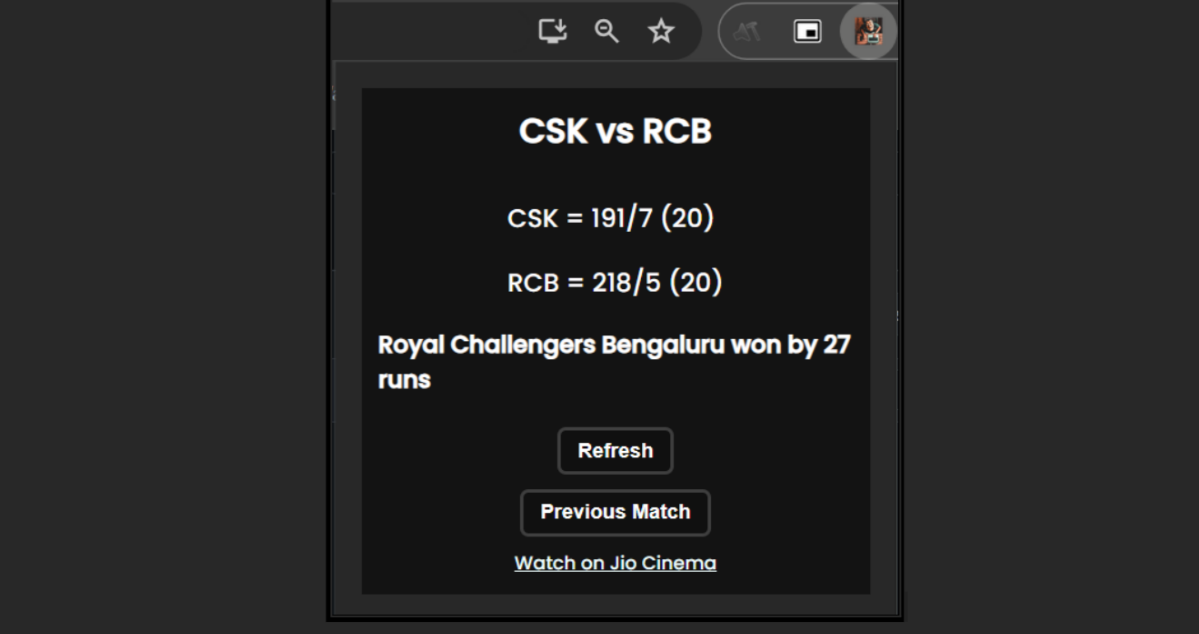 CSK vs RCB
CSK = 191/7 (20)
RCB = 218/5 (20)
Royal Challengers Bengaluru won by 27
runs
Refresh
Previous Match
Watch on Jio Cinema